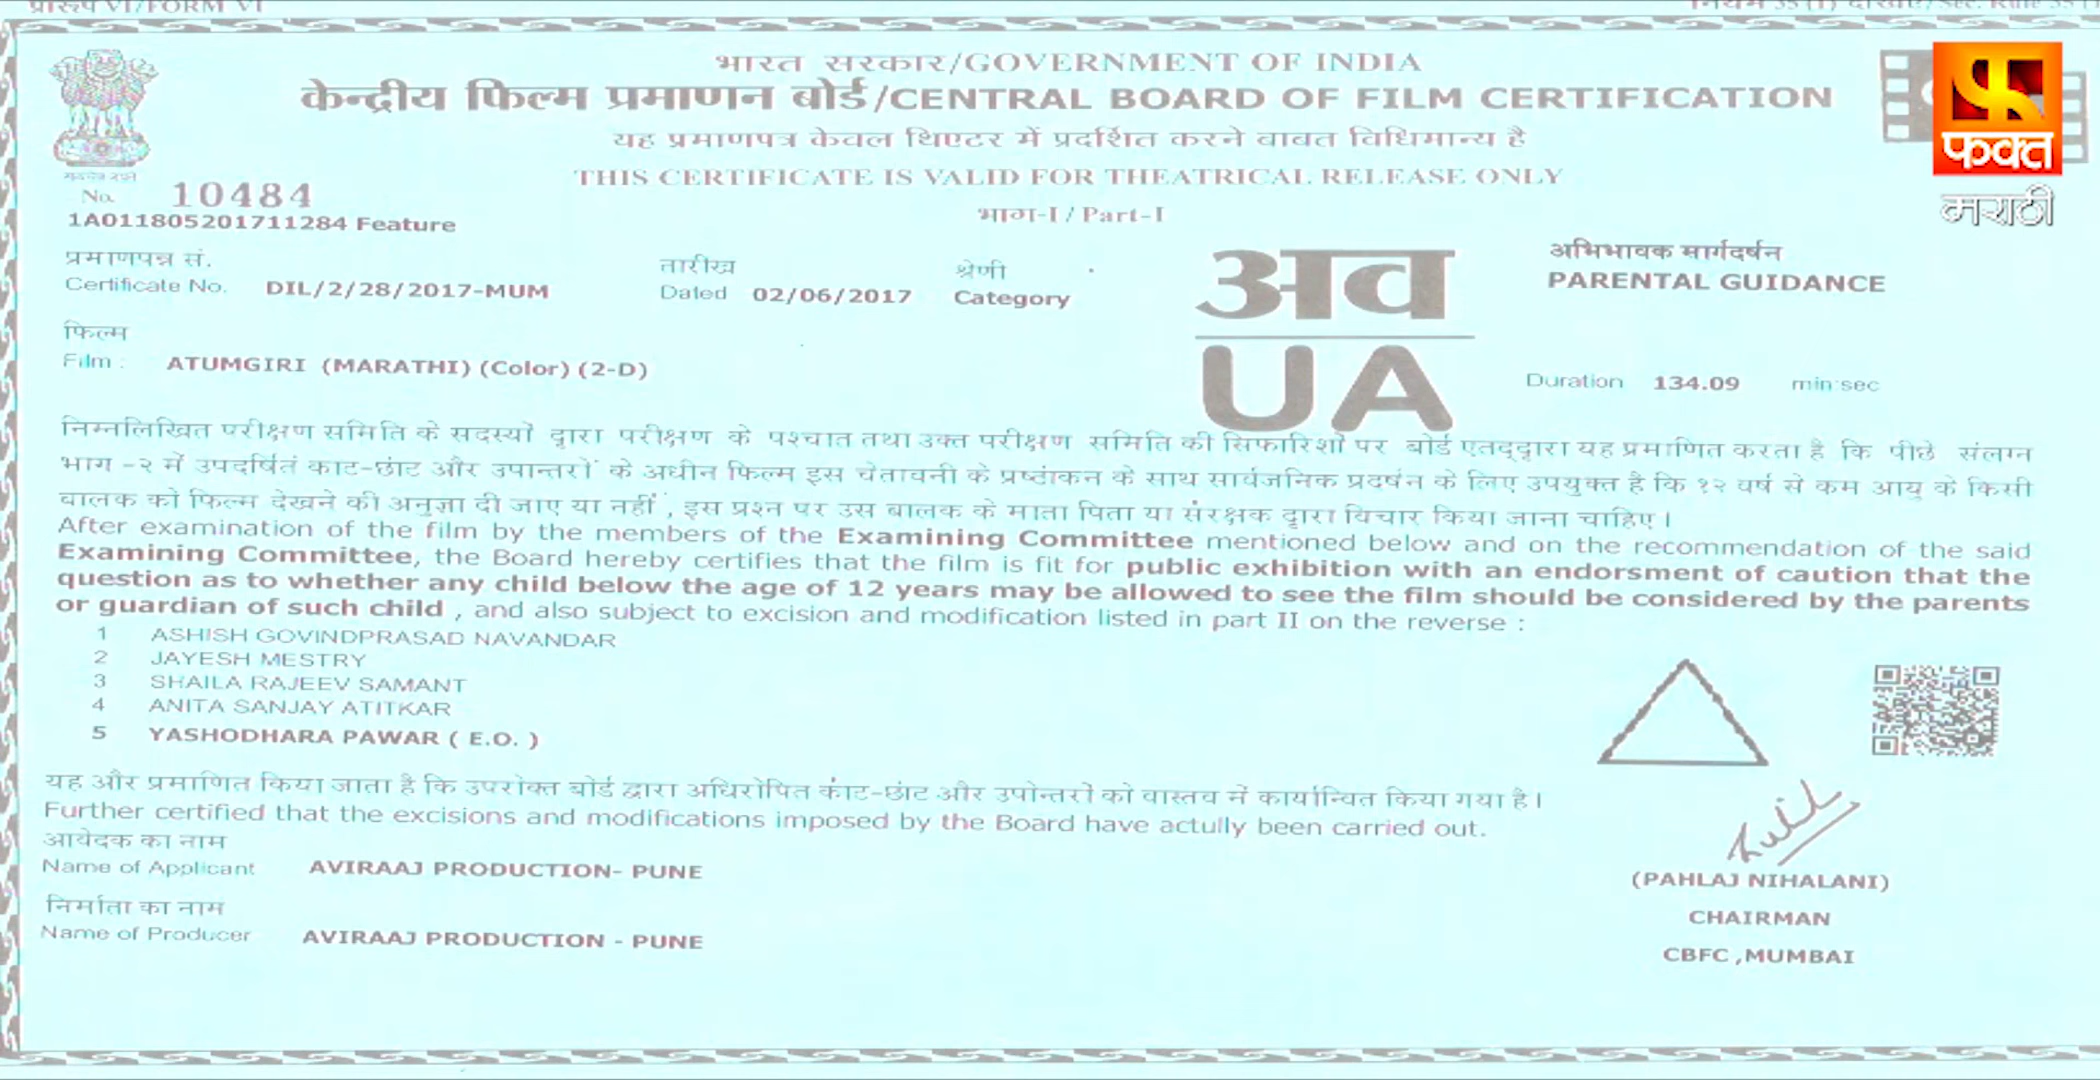 प्रारूप VI/FORM VI
भारत सरकार/GOVERNMENT OF INDIA
केन्द्रीय फिल्म प्रमाणन बोर्ड/CENTRAL BOARD OF FILM CERTIFICATION
यह प्रमाणपत्र केवल थिएटर में प्रदर्शित करने बावत विधिमान्य है
THIS CERTIFICATE IS VALID FOR THEATRICAL RELEASE ONLY
फक्त
मराठी
No. 10484
भाग-I / Part-I
1A011805201711284 Feature
प्रमाणपत्र सं.
Certificate No. DIL/2/28/2017-MUM
तारीख
Dated 02/06/2017
श्रेणी
Category
अव
UA
अभिभावक मार्गदर्षन
PARENTAL GUIDANCE
फिल्म
Film : ATUMGIRI (MARATHI) (Color) (2-D)
Duration 134.09 min:sec
निम्नलिखित परीक्षण समिति के सदस्यों द्वारा परीक्षण के पश्चात तथा उक्त परीक्षण समिति की सिफारिशों पर बोर्ड एतद्द्वारा यह प्रमाणित करता है कि पीछे संलग्न
भाग -२ में उपदर्षित काट-छांट और उपान्तरों के अधीन फिल्म इस चेतावनी के प्रष्ठांकन के साथ सार्वजनिक प्रदर्षन के लिए उपयुक्त है कि १२ वर्ष से कम आयु के किसी
बालक को फिल्म देखने की अनुज्ञा दी जाए या नहीं , इस प्रश्न पर उस बालक के माता पिता या संरक्षक द्वारा विचार किया जाना चाहिए।
After examination of the film by the members of the Examining Committee mentioned below and on the recommendation of the said
Examining Committee, the Board hereby certifies that the film is fit for public exhibition with an endorsment of caution that the
question as to whether any child below the age of 12 years may be allowed to see the film should be considered by the parents
or guardian of such child , and also subject to excision and modification listed in part II on the reverse :
1 ASHISH GOVINDPRASAD NAVANDAR
2 JAYESH MESTRY
3 SHAILA RAJEEV SAMANT
4 ANITA SANJAY ATITKAR
5 YASHODHARA PAWAR ( E.O. )
यह और प्रमाणित किया जाता है कि उपरोक्त बोर्ड द्वारा अधिरोपित कांट-छांट और उपोन्तरों को वास्तव में कार्यान्वित किया गया है।
Further certified that the excisions and modifications imposed by the Board have actully been carried out.
आवेदक का नाम
Name of Applicant AVIRAAJ PRODUCTION- PUNE
निर्माता का नाम
Name of Producer AVIRAAJ PRODUCTION - PUNE
(PAHLAJ NIHALANI)
CHAIRMAN
CBFC ,MUMBAI